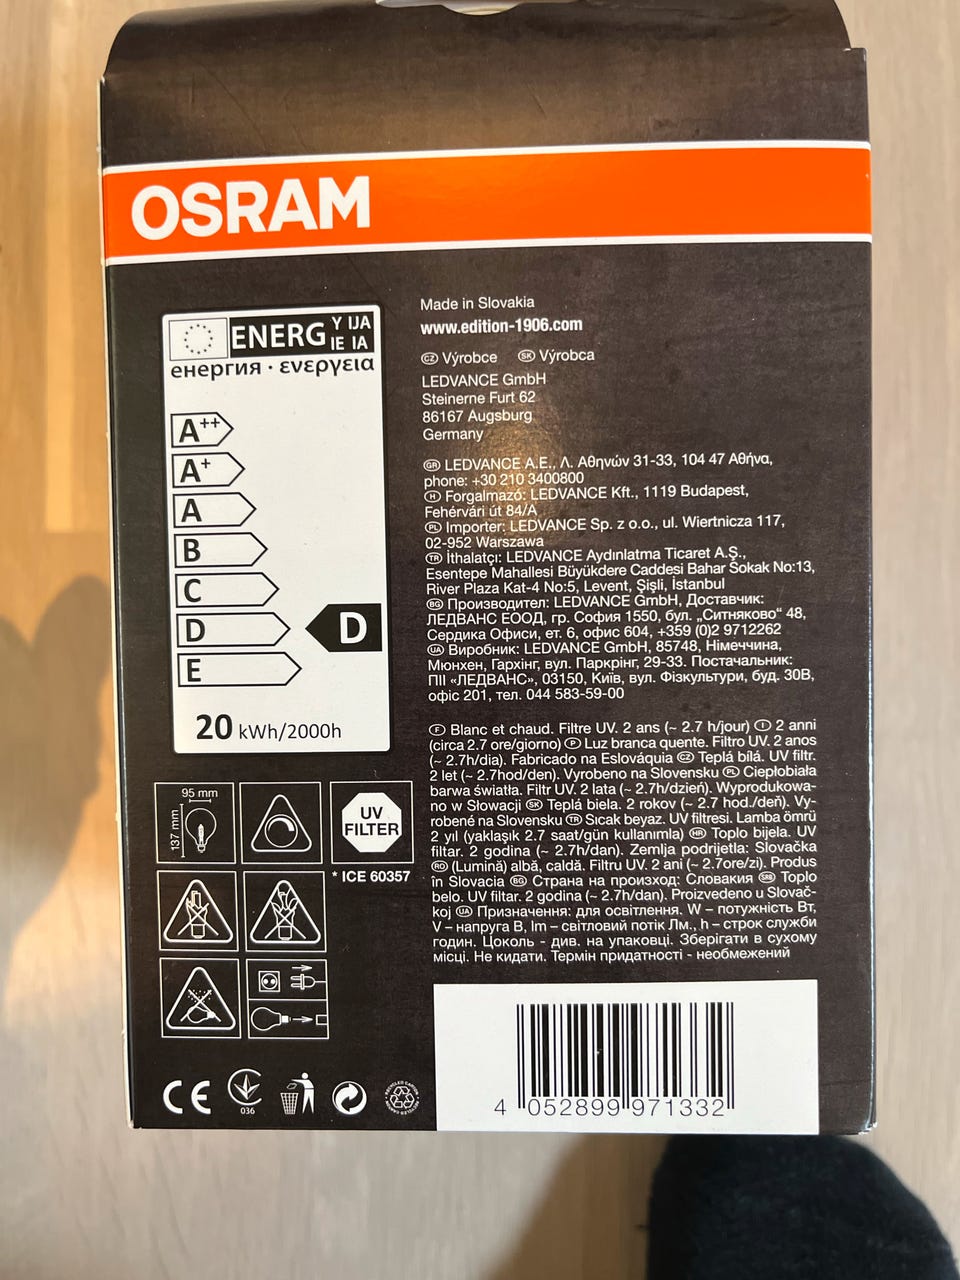 OSRAM
ENERG Y IJA
IE IA
енергия · ενεργεια
A++
A+
A
B
C
D
D
E
20 kWh/2000h
95 mm
137 mm
UV
FILTER
* ICE 60357
Made in Slovakia
www.edition-1906.com
CZ Výrobce SK Výrobca
LEDVANCE GmbH
Steinerne Furt 62
86167 Augsburg
Germany
GR LEDVANCE A.E., Λ. Αθηνών 31-33, 104 47 Αθήνα,
phone: +30 210 3400800
H Forgalmazó: LEDVANCE Kft., 1119 Budapest,
Fehérvári út 84/A
PL Importer: LEDVANCE Sp. z o.o., ul. Wiertnicza 117,
02-952 Warszawa
TR İthalatçı: LEDVANCE Aydınlatma Ticaret A.Ş.,
Esentepe Mahallesi Büyükdere Caddesi Bahar Sokak No:13,
River Plaza Kat-4 No:5, Levent, Şişli, İstanbul
BG Производител: LEDVANCE GmbH, Доставчик:
ЛЕДВАНС ЕООД, гр. София 1550, бул. „Ситняково“ 48,
Сердика Офиси, ет. 6, офис 604, +359 (0)2 9712262
UA Виробник: LEDVANCE GmbH, 85748, Німеччина,
Мюнхен, Гархінг, вул. Паркрінг, 29-33. Постачальник:
ПІІ «ЛЕДВАНС», 03150, Київ, вул. Фізкультури, буд. 30В,
офіс 201, тел. 044 583-59-00
F Blanc et chaud. Filtre UV. 2 ans (~ 2.7 h/jour) I 2 anni
(circa 2.7 ore/giorno) P Luz branca quente. Filtro UV. 2 anos
(~ 2.7h/dia). Fabricado na Eslováquia CZ Teplá bílá. UV filtr.
2 let (~ 2.7hod/den). Vyrobeno na Slovensku PL Ciepłobiała
barwa światła. Filtr UV. 2 lata (~ 2.7h/dzień). Wyprodukowa-
no w Słowacji SK Teplá biela. 2 rokov (~ 2.7 hod./deň). Vy-
robené na Slovensku TR Sıcak beyaz. UV filtresi. Lamba ömrü
2 yıl (yaklaşık 2.7 saat/gün kullanımla) HR Toplo bijela. UV
filtar. 2 godina (~ 2.7h/dan). Zemlja podrijetla: Slovačka
RO (Lumină) albă, caldă. Filtru UV. 2 ani (~ 2.7ore/zi). Produs
în Slovacia BG Страна на произход: Словакия SRB Toplo
belo. UV filtar. 2 godina (~ 2.7h/dan). Proizvedeno u Slovač-
koj UA Призначення: для освітлення. W – потужність Вт,
V – напруга В, lm – світловий потік Лм., h – строк служби
годин. Цоколь - див. на упаковці. Зберігати в сухому
місці. Не кидати. Термін придатності - необмежений
CE
036
4 052899 971332